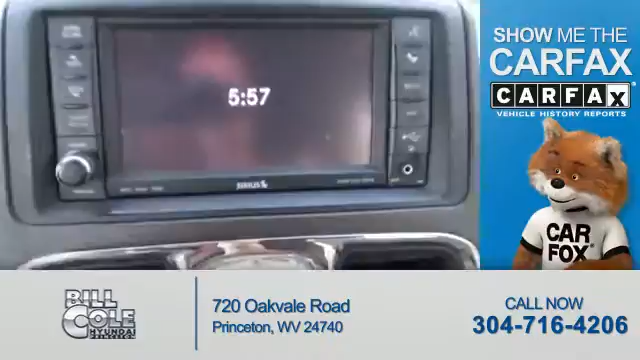 5:57
SIRIUS
SHOW ME THE
CARFAX
CARFAX
VEHICLE HISTORY REPORTS
CAR
FOX
BILL
COLE
HYUNDAI
PRINCETON
720 Oakvale Road
Princeton, WV 24740
CALL NOW
304-716-4206